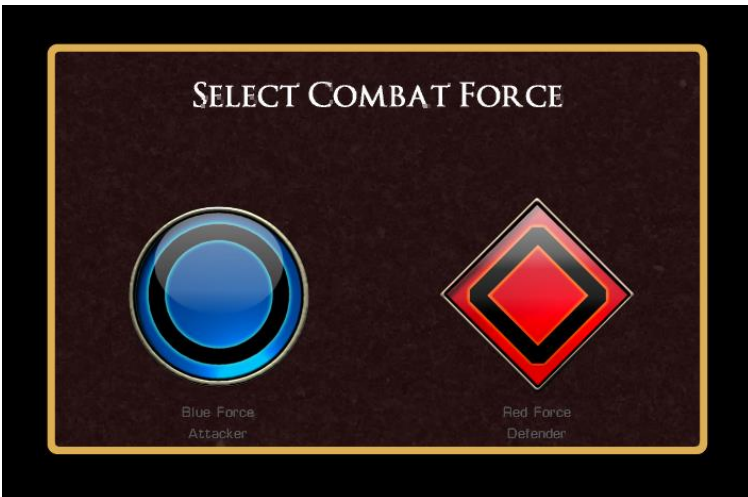 Select Combat Force
Blue Force
Attacker
Red Force
Defender